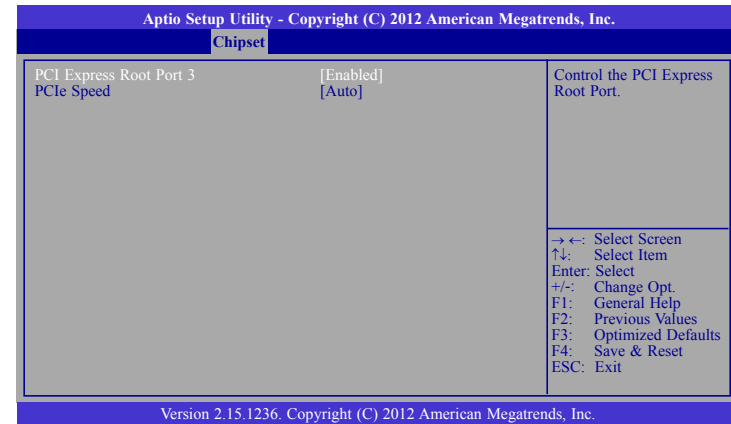 Aptio Setup Utility - Copyright (C) 2012 American Megatrends, Inc.
Chipset
PCI Express Root Port 3 [Enabled]
PCIe Speed [Auto]
Control the PCI Express
Root Port.
→←: Select Screen
↑↓: Select Item
Enter: Select
+/-: Change Opt.
F1: General Help
F2: Previous Values
F3: Optimized Defaults
F4: Save & Reset
ESC: Exit
Version 2.15.1236. Copyright (C) 2012 American Megatrends, Inc.